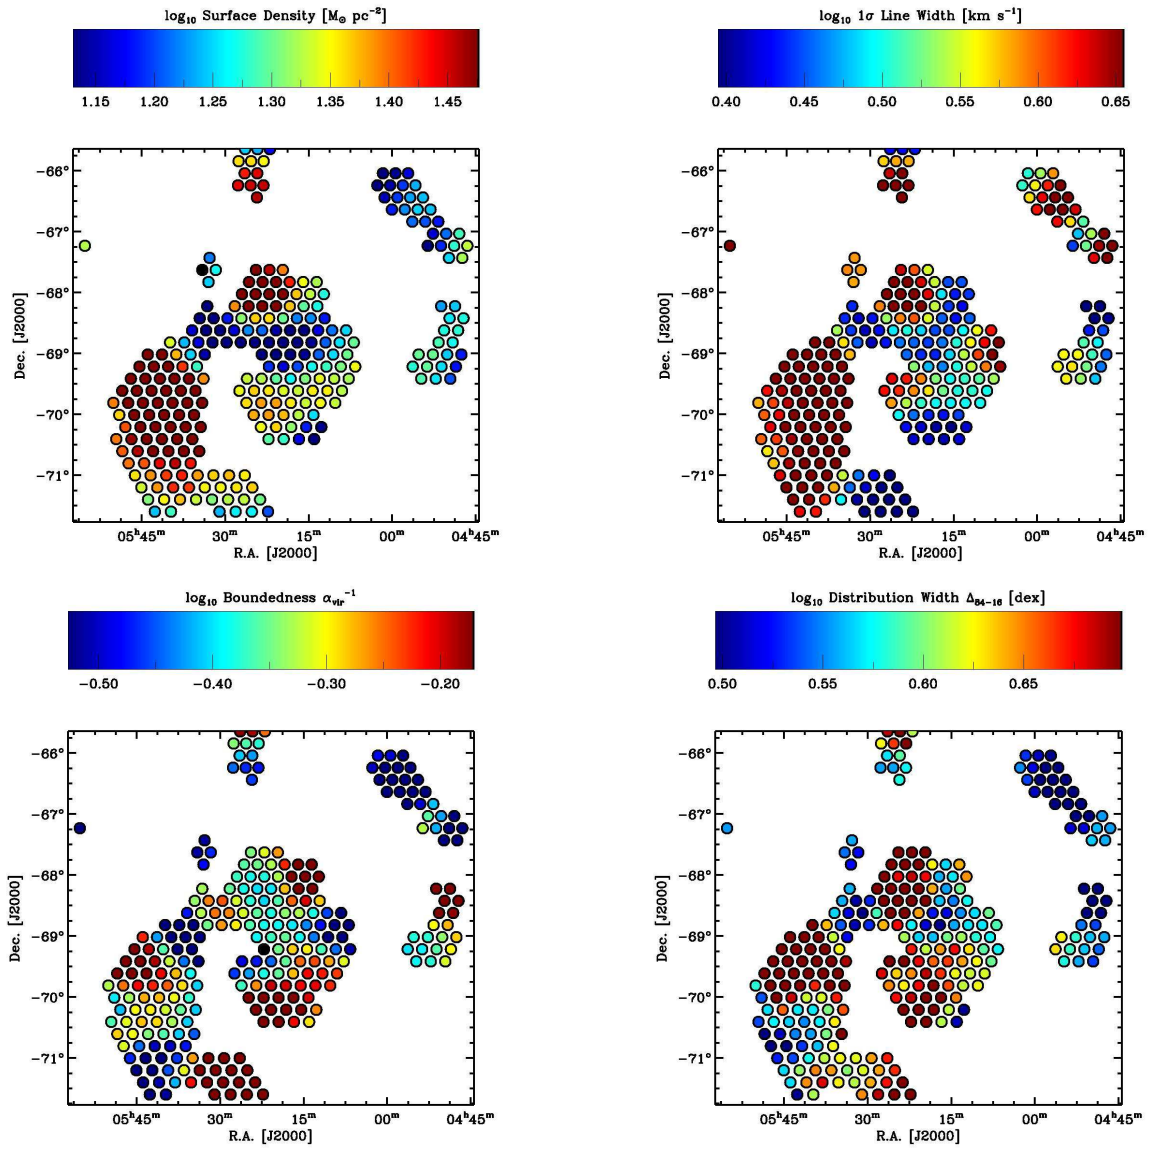 log₁₀ Surface Density [M⊙ pc⁻²]
1.15 1.20 1.25 1.30 1.35 1.40 1.45
−66°
−67°
−68°
−69°
−70°
−71°
Dec. [J2000]
05ʰ45ᵐ 30ᵐ 15ᵐ 00ᵐ 04ʰ45ᵐ
R.A. [J2000]
log₁₀ 1σ Line Width [km s⁻¹]
0.40 0.45 0.50 0.55 0.60 0.65
−66°
−67°
−68°
−69°
−70°
−71°
Dec. [J2000]
05ʰ45ᵐ 30ᵐ 15ᵐ 00ᵐ 04ʰ45ᵐ
R.A. [J2000]
log₁₀ Boundedness α_vir⁻¹
−0.50 −0.40 −0.30 −0.20
−66°
−67°
−68°
−69°
−70°
−71°
Dec. [J2000]
05ʰ45ᵐ 30ᵐ 15ᵐ 00ᵐ 04ʰ45ᵐ
R.A. [J2000]
log₁₀ Distribution Width Δ₈₄₋₁₆ [dex]
0.50 0.55 0.60 0.65
−66°
−67°
−68°
−69°
−70°
−71°
Dec. [J2000]
05ʰ45ᵐ 30ᵐ 15ᵐ 00ᵐ 04ʰ45ᵐ
R.A. [J2000]